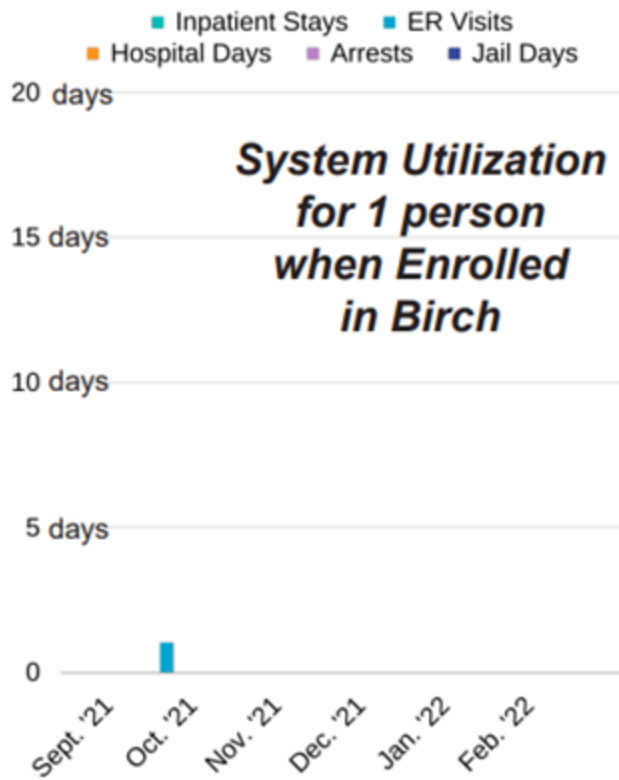 Inpatient Stays ER Visits
Hospital Days Arrests Jail Days
20 days
System Utilization
for 1 person
15 days
when Enrolled
in Birch
10 days
5 days
0
Sept. '21 Oct. '21 Nov. '21 Dec. '21 Jan. '22 Feb. '22